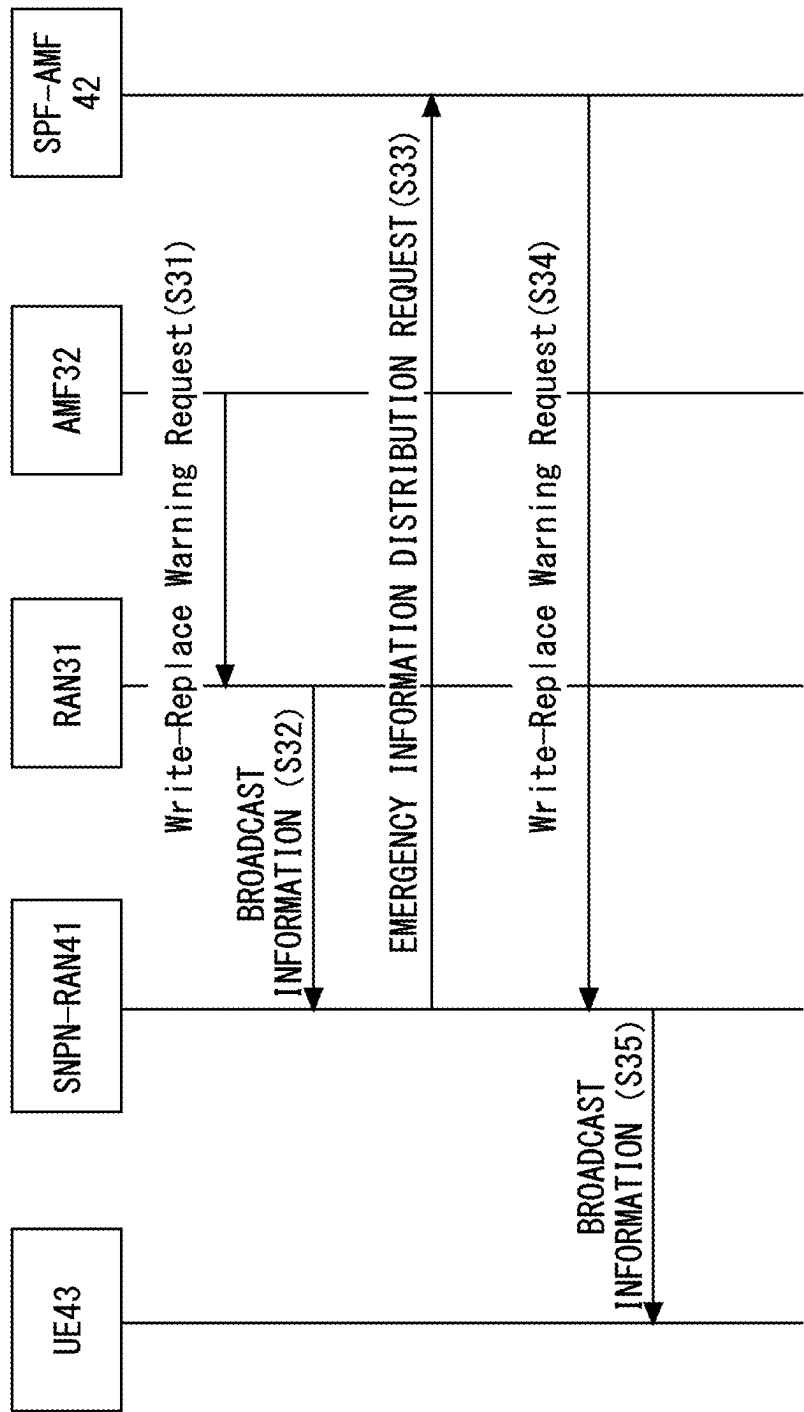 UE43
SNPN-RAN41
RAN31
AMF32
SPF-AMF
42
Write-Replace Warning Request(S31)
BROADCAST
INFORMATION (S32)
EMERGENCY INFORMATION DISTRIBUTION REQUEST(S33)
Write-Replace Warning Request(S34)
BROADCAST
INFORMATION (S35)